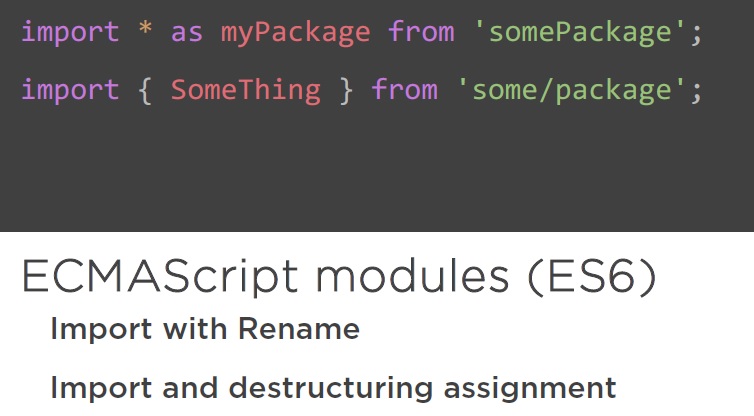 import * as myPackage from 'somePackage';
import { SomeThing } from 'some/package';
ECMAScript modules (ES6)
Import with Rename
Import and destructuring assignment